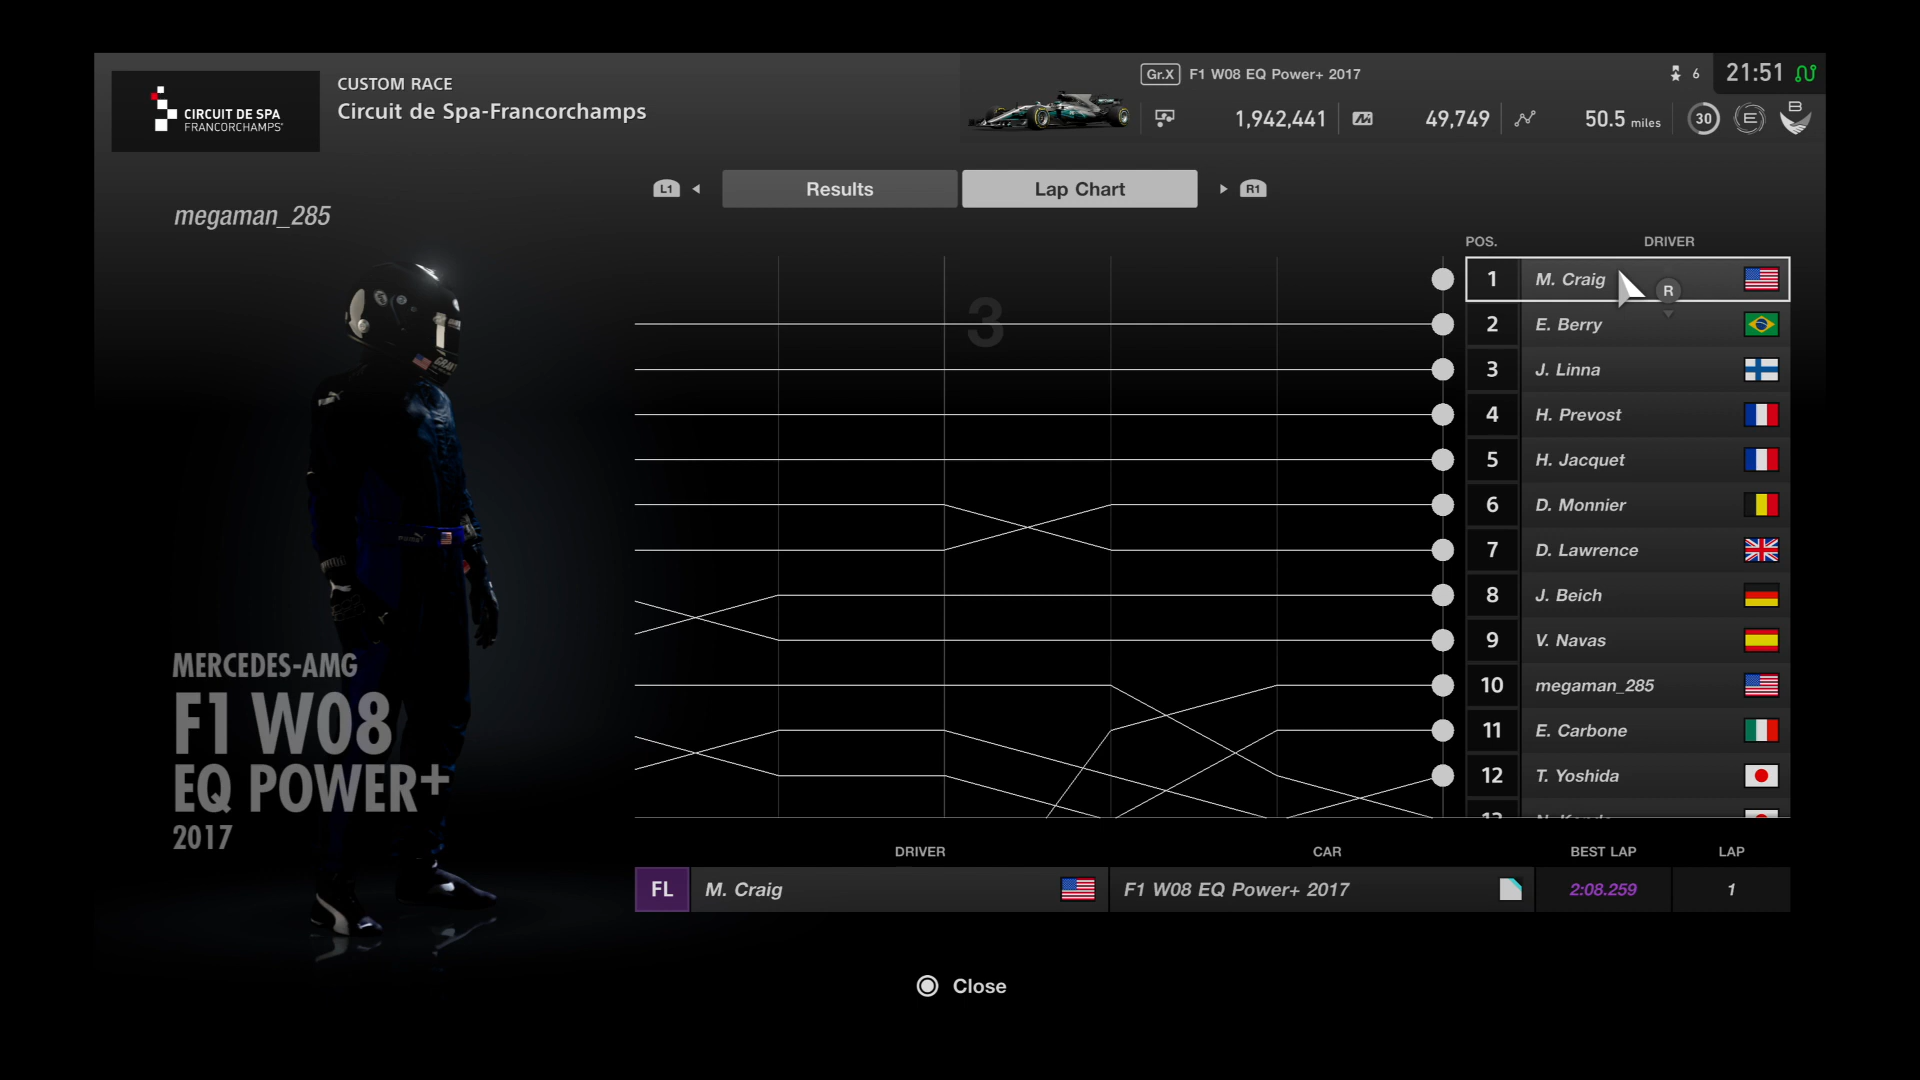 CIRCUIT DE SPA
FRANCORCHAMPS
CUSTOM RACE
Circuit de Spa-Francorchamps
Gr.X F1 W08 EQ Power+ 2017
6
21:51
1,942,441
49,749
50.5 miles
30
E
B
L1
Results
Lap Chart
R1
megaman_285
POS. DRIVER
3
1 M. Craig
R
2 E. Berry
3 J. Linna
4 H. Prevost
5 H. Jacquet
6 D. Monnier
7 D. Lawrence
8 J. Beich
9 V. Navas
10 megaman_285
11 E. Carbone
12 T. Yoshida
MERCEDES-AMG
F1 W08
EQ POWER+
2017
DRIVER CAR BEST LAP LAP
FL M. Craig F1 W08 EQ Power+ 2017 2:08.259 1
Close